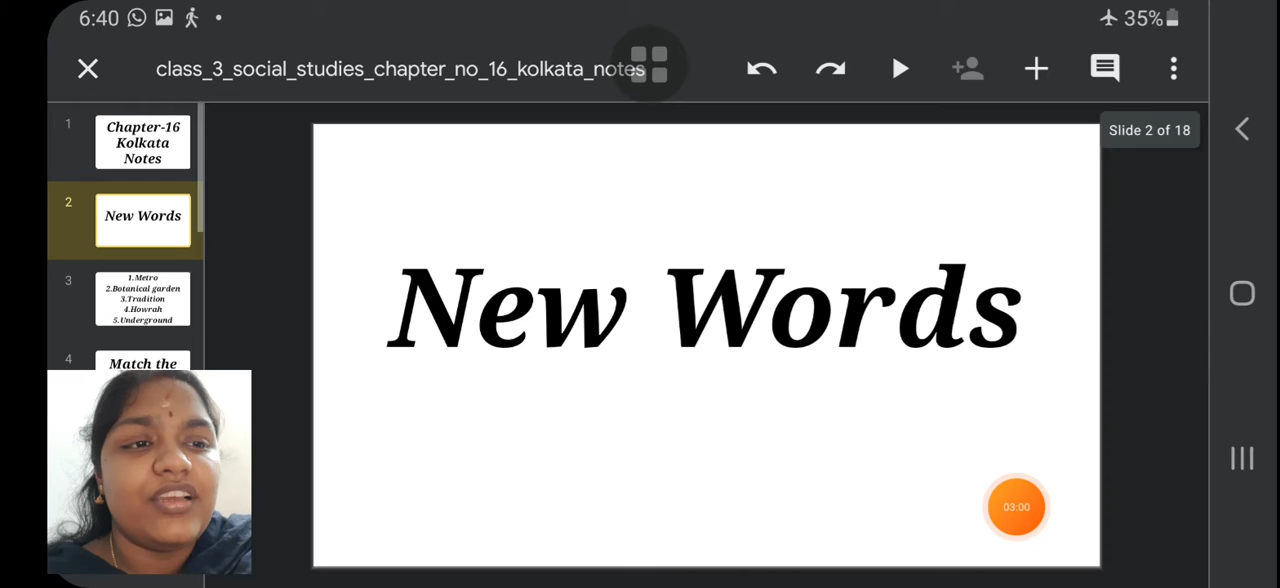 6:40
35%
class_3_social_studies_chapter_no_16_kolkata_notes
Slide 2 of 18
1
Chapter-16
Kolkata
Notes
2
New Words
3
1.Metro
2.Botanical garden
3.Tradition
4.Howrah
5.Underground
4
Match the
New Words
03:00